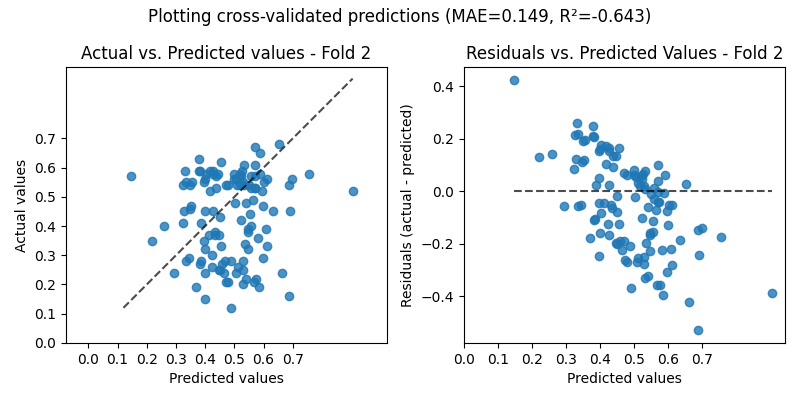 Plotting cross-validated predictions (MAE=0.149, R²=-0.643)
Actual vs. Predicted values - Fold 2
Actual values
0.7
0.6
0.5
0.4
0.3
0.2
0.1
0.0
0.0 0.1 0.2 0.3 0.4 0.5 0.6 0.7
Predicted values
Residuals vs. Predicted Values - Fold 2
Residuals (actual - predicted)
0.4
0.2
0.0
−0.2
−0.4
0.0 0.1 0.2 0.3 0.4 0.5 0.6 0.7
Predicted values